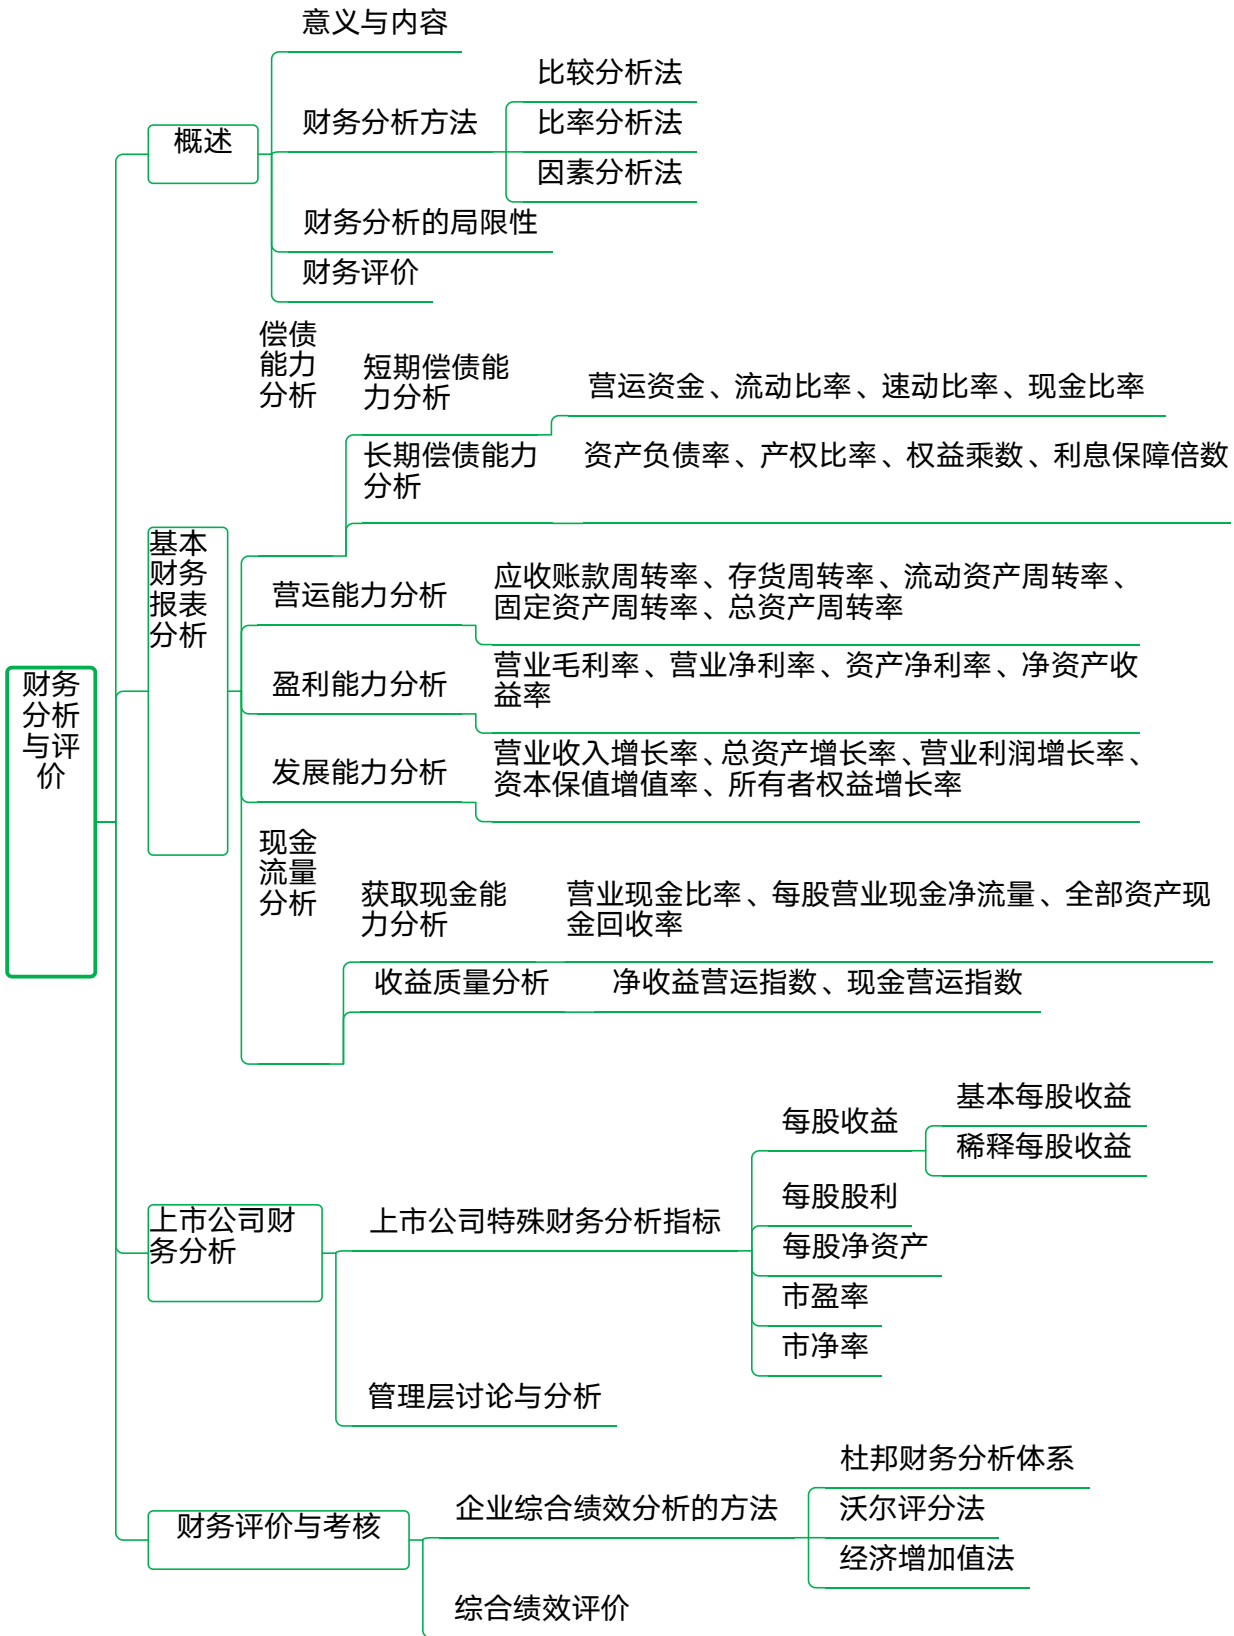 意义与内容
比较分析法
财务分析方法
比率分析法
概述
因素分析法
财务分析的局限性
财务评价
偿债
能力
分析
短期偿债能
力分析
营运资金、流动比率、速动比率、现金比率
长期偿债能力
分析
资产负债率、产权比率、权益乘数、利息保障倍数
基本
财务
报表
分析
营运能力分析
应收账款周转率、存货周转率、流动资产周转率、
固定资产周转率、总资产周转率
盈利能力分析
营业毛利率、营业净利率、资产净利率、净资产收
益率
财务
分析
与评
价
发展能力分析
营业收入增长率、总资产增长率、营业利润增长率、
资本保值增值率、所有者权益增长率
现金
流量
分析
获取现金能
力分析
营业现金比率、每股营业现金净流量、全部资产现
金回收率
收益质量分析
净收益营运指数、现金营运指数
基本每股收益
每股收益
稀释每股收益
每股股利
上市公司财
务分析
上市公司特殊财务分析指标
每股净资产
市盈率
市净率
管理层讨论与分析
杜邦财务分析体系
企业综合绩效分析的方法
沃尔评分法
财务评价与考核
经济增加值法
综合绩效评价